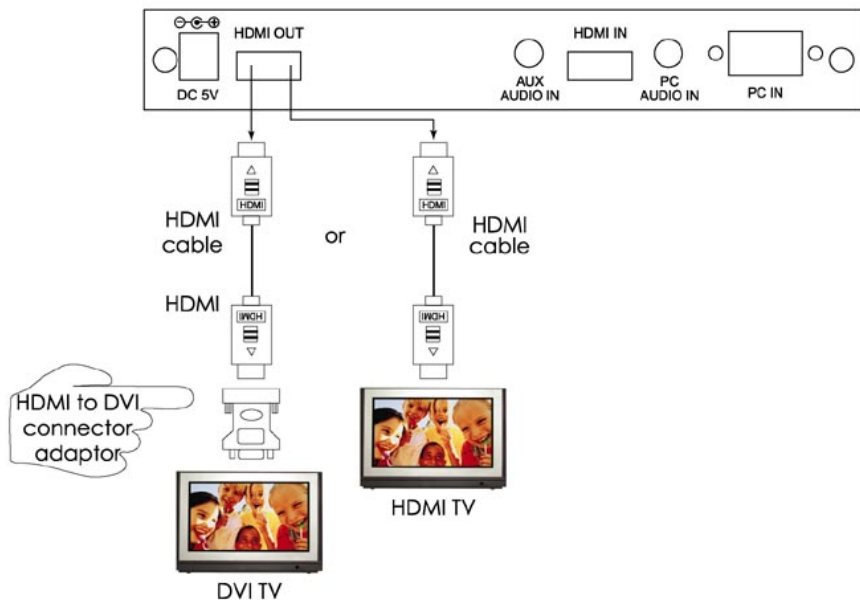 HDMI OUT
DC 5V
AUX
AUDIO IN
HDMI IN
PC
AUDIO IN
PC IN
HDMI
HDMI
HDMI
cable
or
HDMI
cable
HDMI
HDMI
HDMI
HDMI to DVI
connector
adaptor
HDMI TV
DVI TV